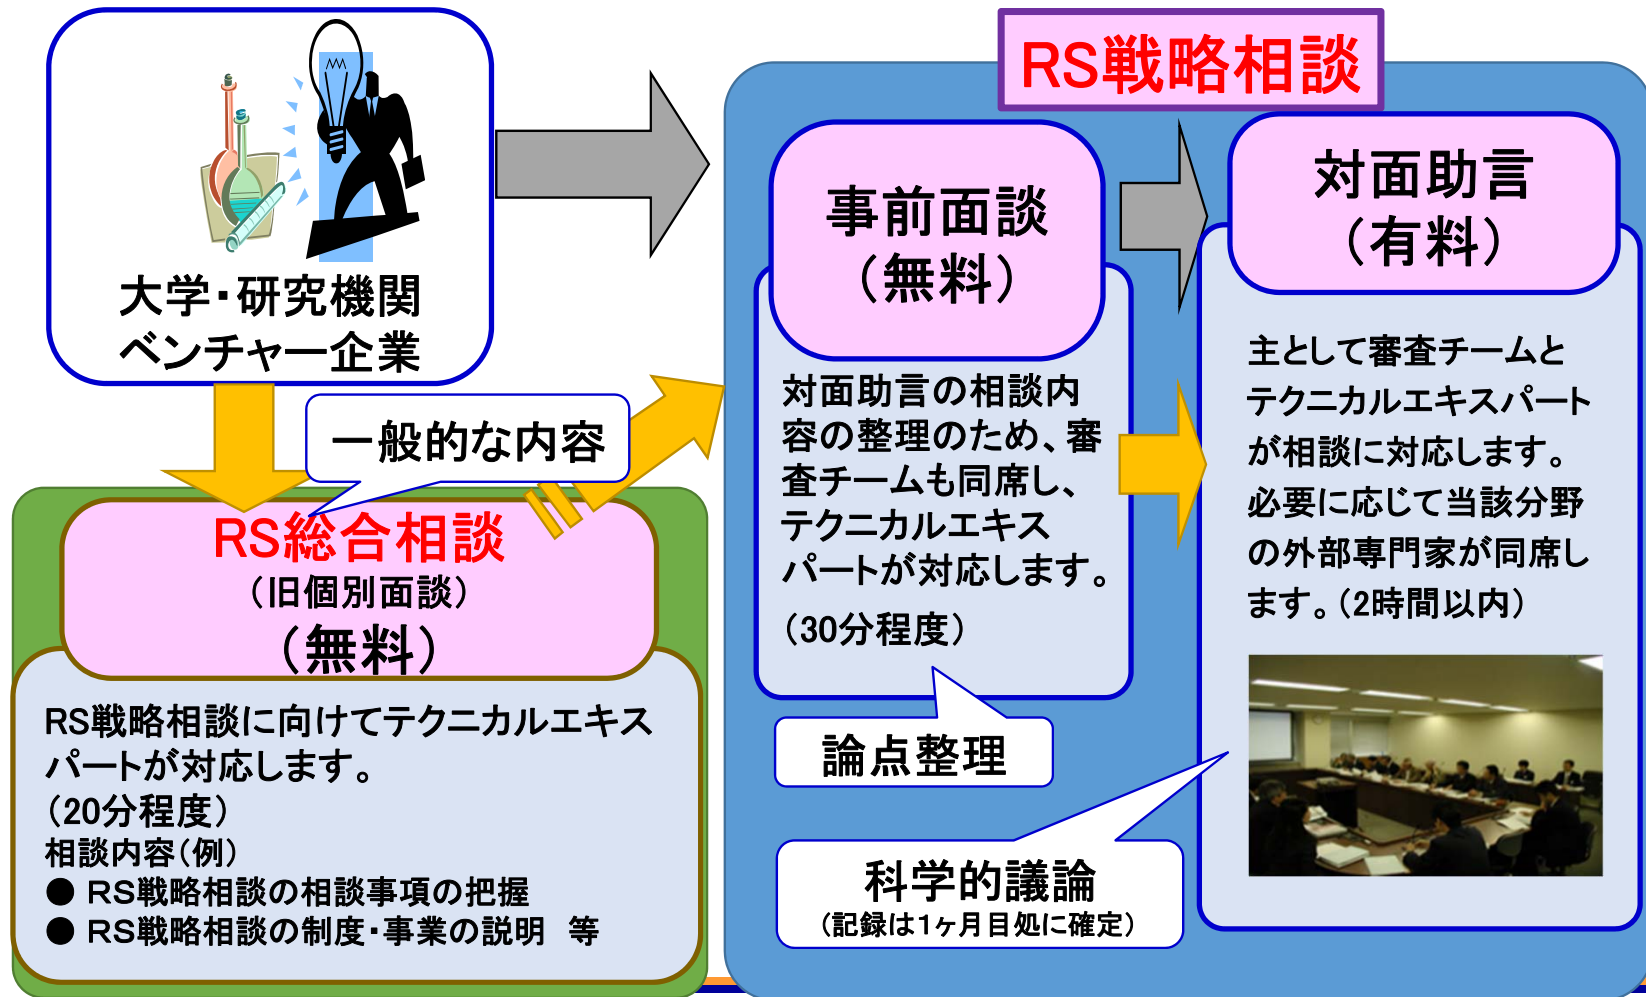 大学・研究機関
ベンチャー企業
一般的な内容
RS総合相談
（旧個別面談）
（無料）
RS戦略相談に向けてテクニカルエキス
パートが対応します。
（20分程度）
相談内容（例）
● RS戦略相談の相談事項の把握
● RS戦略相談の制度・事業の説明　等
RS戦略相談
事前面談
（無料）
対面助言の相談内
容の整理のため、審
査チームも同席し、
テクニカルエキス
パートが対応します。
（30分程度）
論点整理
対面助言
（有料）
主として審査チームと
テクニカルエキスパート
が相談に対応します。
必要に応じて当該分野
の外部専門家が同席し
ます。（2時間以内）
科学的議論
（記録は1ヶ月目処に確定）